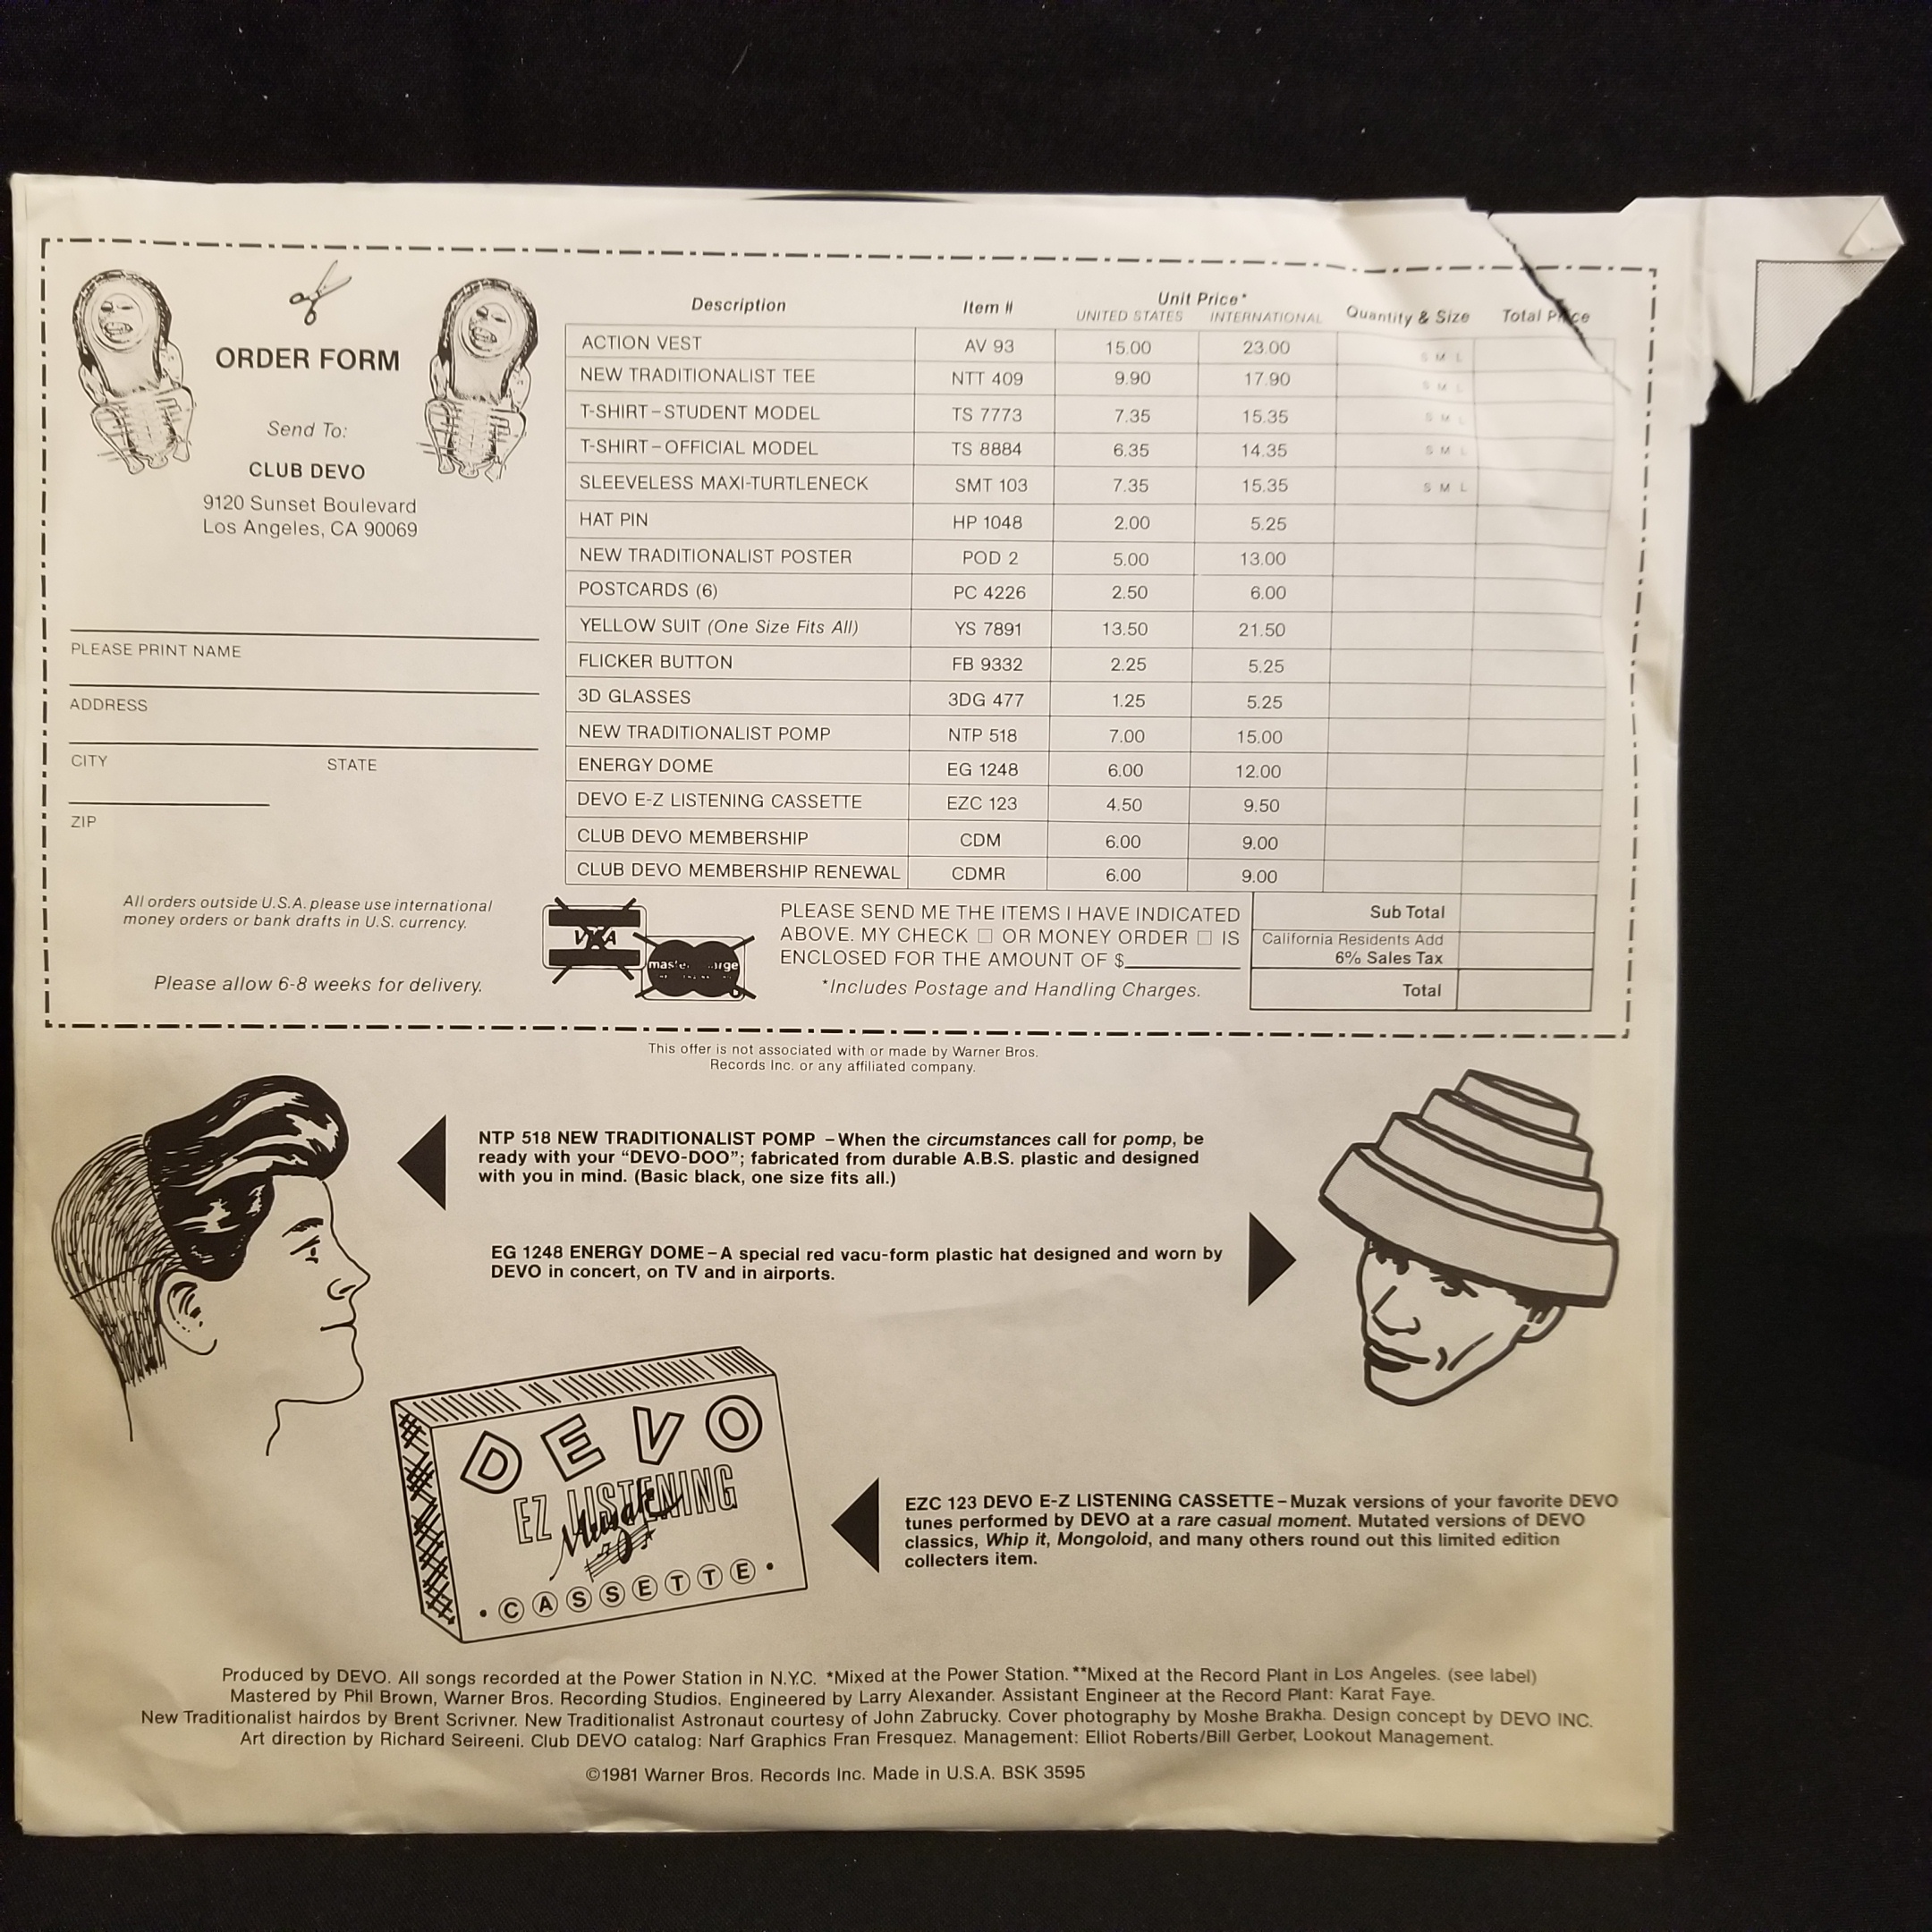 ORDER FORM
Send To:
CLUB DEVO
9120 Sunset Boulevard
Los Angeles, CA 90069
PLEASE PRINT NAME
ADDRESS
CITY STATE
ZIP
All orders outside U.S.A. please use international
money orders or bank drafts in U.S. currency.
Please allow 6-8 weeks for delivery.
Description Item # Unit Price* Quantity & Size Total Price
UNITED STATES INTERNATIONAL
ACTION VEST AV 93 15.00 23.00 S M L
NEW TRADITIONALIST TEE NTT 409 9.90 17.90 S M L
T-SHIRT–STUDENT MODEL TS 7773 7.35 15.35 S M L
T-SHIRT–OFFICIAL MODEL TS 8884 6.35 14.35 S M L
SLEEVELESS MAXI-TURTLENECK SMT 103 7.35 15.35 S M L
HAT PIN HP 1048 2.00 5.25
NEW TRADITIONALIST POSTER POD 2 5.00 13.00
POSTCARDS (6) PC 4226 2.50 6.00
YELLOW SUIT (One Size Fits All) YS 7891 13.50 21.50
FLICKER BUTTON FB 9332 2.25 5.25
3D GLASSES 3DG 477 1.25 5.25
NEW TRADITIONALIST POMP NTP 518 7.00 15.00
ENERGY DOME EG 1248 6.00 12.00
DEVO E-Z LISTENING CASSETTE EZC 123 4.50 9.50
CLUB DEVO MEMBERSHIP CDM 6.00 9.00
CLUB DEVO MEMBERSHIP RENEWAL CDMR 6.00 9.00
PLEASE SEND ME THE ITEMS I HAVE INDICATED
ABOVE. MY CHECK □ OR MONEY ORDER □ IS
ENCLOSED FOR THE AMOUNT OF $
*Includes Postage and Handling Charges.
Sub Total
California Residents Add
6% Sales Tax
Total
This offer is not associated with or made by Warner Bros.
Records Inc. or any affiliated company.
NTP 518 NEW TRADITIONALIST POMP –When the circumstances call for pomp, be
ready with your “DEVO-DOO”; fabricated from durable A.B.S. plastic and designed
with you in mind. (Basic black, one size fits all.)
EG 1248 ENERGY DOME–A special red vacu-form plastic hat designed and worn by
DEVO in concert, on TV and in airports.
DEVO
EZ LISTENING
Muzak
• CASSETTE •
EZC 123 DEVO E-Z LISTENING CASSETTE–Muzak versions of your favorite DEVO
tunes performed by DEVO at a rare casual moment. Mutated versions of DEVO
classics, Whip it, Mongoloid, and many others round out this limited edition
collecters item.
Produced by DEVO. All songs recorded at the Power Station in N.Y.C. *Mixed at the Power Station. **Mixed at the Record Plant in Los Angeles. (see label)
Mastered by Phil Brown, Warner Bros. Recording Studios. Engineered by Larry Alexander. Assistant Engineer at the Record Plant: Karat Faye.
New Traditionalist hairdos by Brent Scrivner. New Traditionalist Astronaut courtesy of John Zabrucky. Cover photography by Moshe Brakha. Design concept by DEVO INC.
Art direction by Richard Seireeni. Club DEVO catalog: Narf Graphics Fran Fresquez. Management: Elliot Roberts/Bill Gerber, Lookout Management.
©1981 Warner Bros. Records Inc. Made in U.S.A. BSK 3595